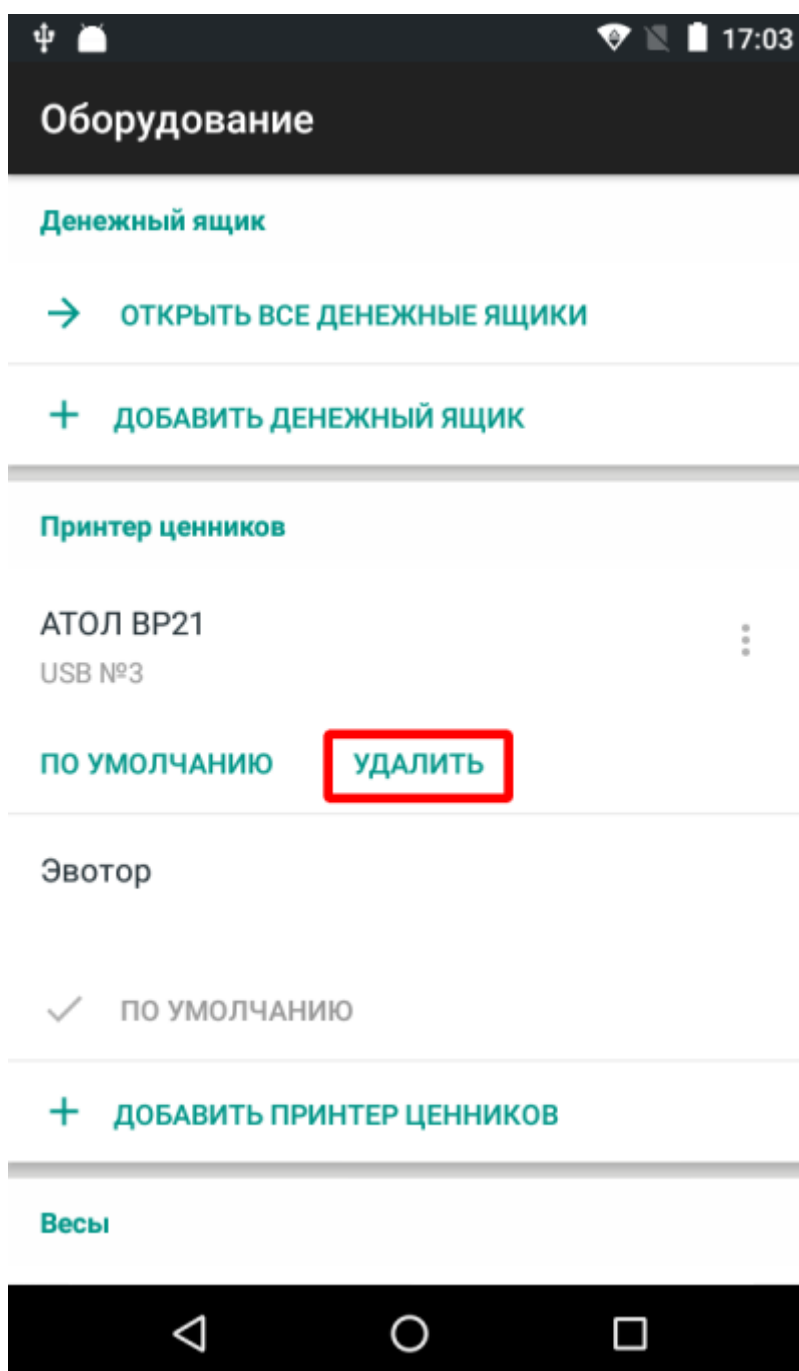 17:03
Оборудование
Денежный ящик
ОТКРЫТЬ ВСЕ ДЕНЕЖНЫЕ ЯЩИКИ
ДОБАВИТЬ ДЕНЕЖНЫЙ ЯЩИК
Принтер ценников
АТОЛ BP21
USB №3
ПО УМОЛЧАНИЮ УДАЛИТЬ
Эвотор
ПО УМОЛЧАНИЮ
ДОБАВИТЬ ПРИНТЕР ЦЕННИКОВ
Весы